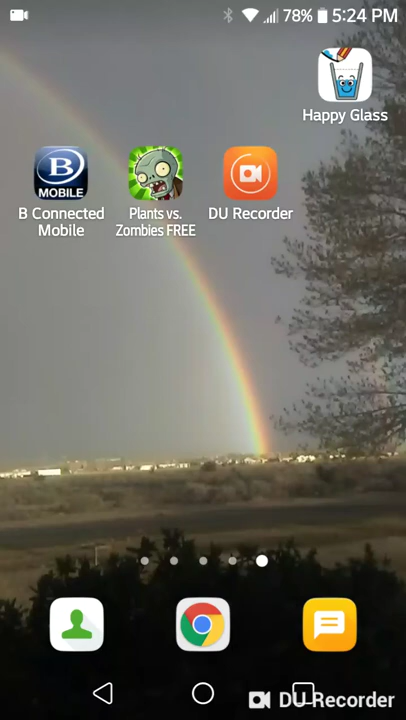 78% 5:24 PM
Happy Glass
B
MOBILE
B Connected
Mobile
Plants vs.
Zombies FREE
DU Recorder
DU Recorder